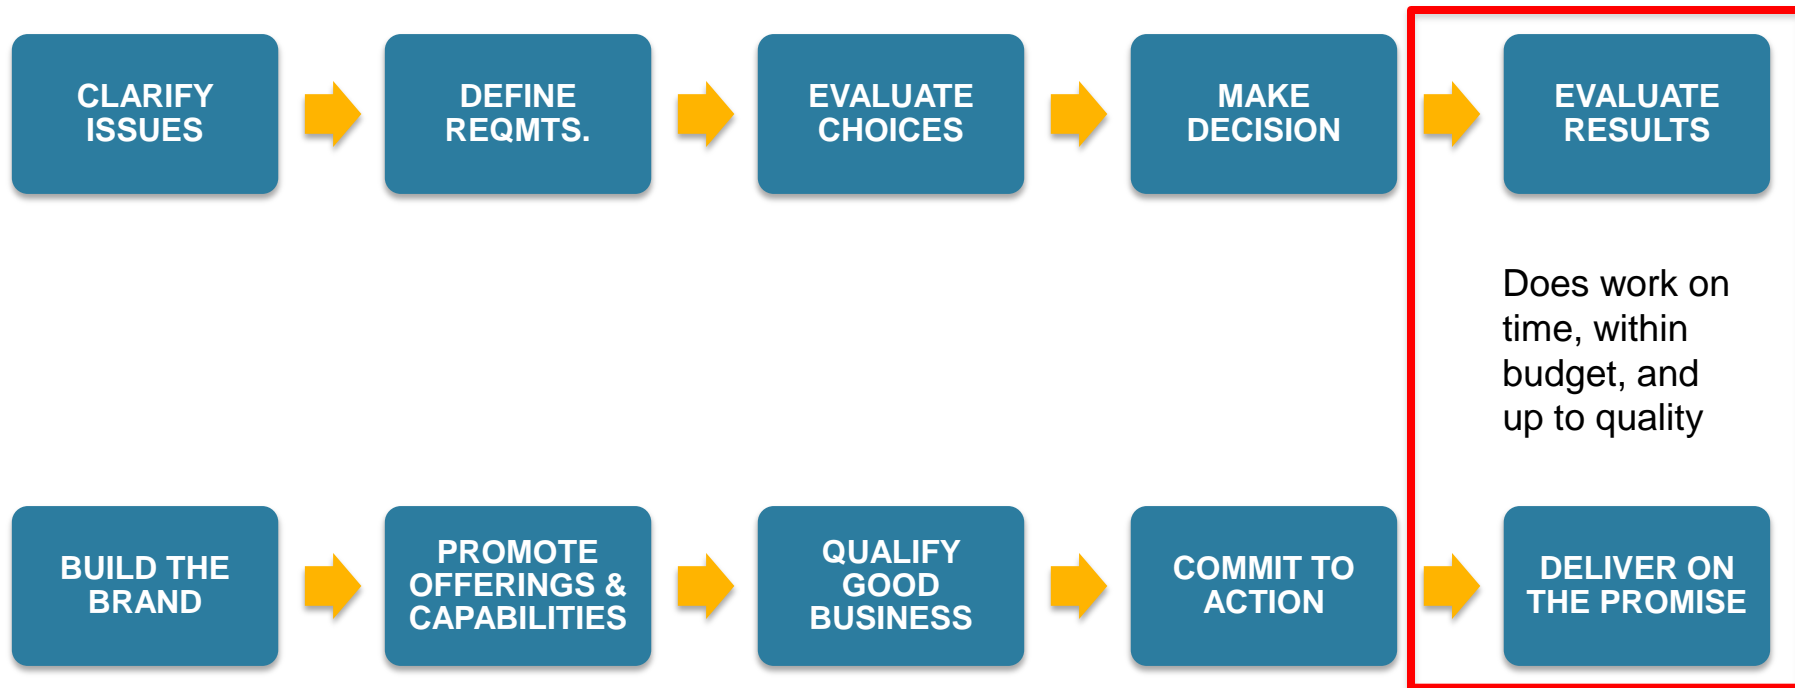 CLARIFY
ISSUES
DEFINE
REQMTS.
EVALUATE
CHOICES
MAKE
DECISION
EVALUATE
RESULTS
Does work on
time, within
budget, and
up to quality
BUILD THE
BRAND
PROMOTE
OFFERINGS &
CAPABILITIES
QUALIFY
GOOD
BUSINESS
COMMIT TO
ACTION
DELIVER ON
THE PROMISE